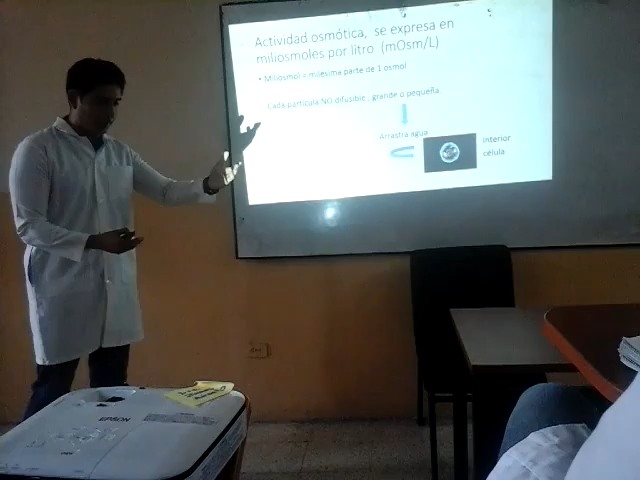 Actividad osmótica, se expresa en
miliosmoles por litro (mOsm/L)
• Miliosmol = milésima parte de 1 osmol
Cada partícula NO difusible, grande o pequeña
Arrastra agua
interior
célula
EPSON